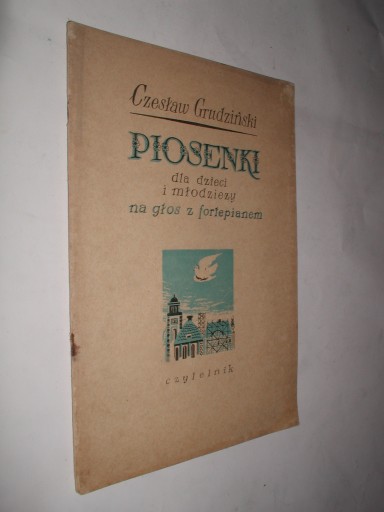 Czesław Grudziński
PIOSENKI
dla dzieci
i młodzieży
na głos z fortepianem
czytelnik